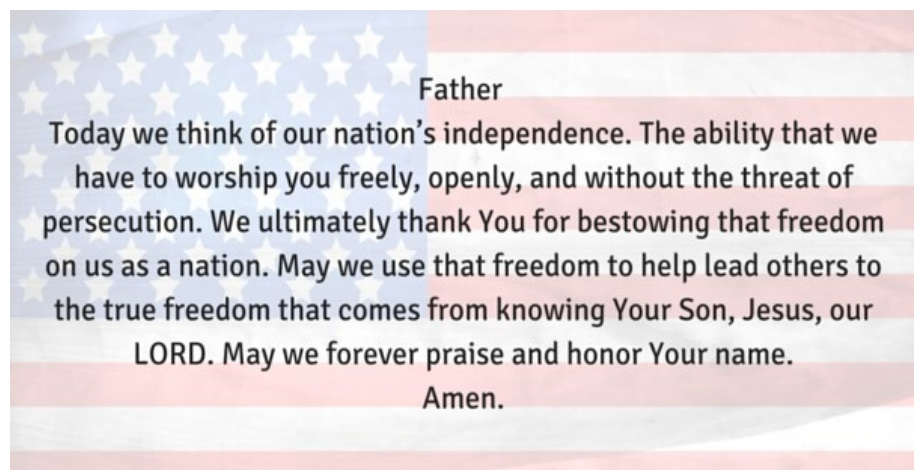 Father
Today we think of our nation’s independence. The ability that we
have to worship you freely, openly, and without the threat of
persecution. We ultimately thank You for bestowing that freedom
on us as a nation. May we use that freedom to help lead others to
the true freedom that comes from knowing Your Son, Jesus, our
LORD. May we forever praise and honor Your name.
Amen.